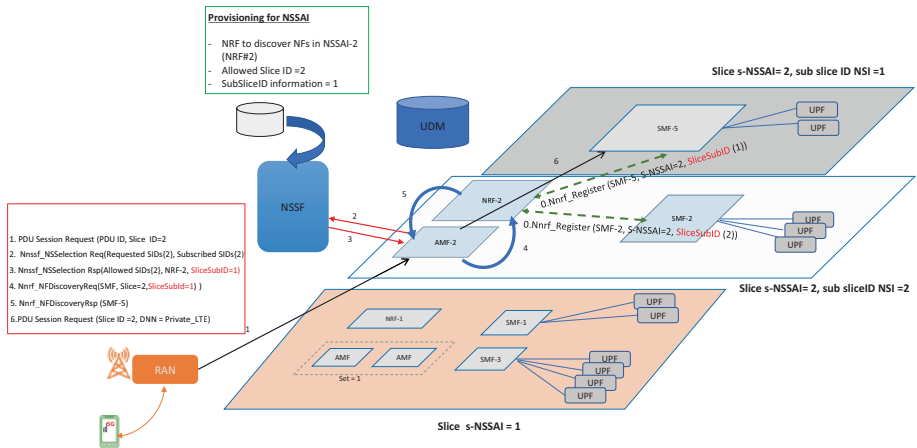 Provisioning for NSSAI
- NRF to discover NFs in NSSAI-2 (NRF#2)
- Allowed Slice ID =2
- SubSliceID information = 1
Slice s-NSSAI= 2, sub slice ID NSI =1
UDM
SMF-5
UPF
UPF
6
0.Nnrf_Register (SMF-5, S-NSSAI=2, SliceSubID (1))
NSSF
5
NRF-2
2
3
AMF-2
4
SMF-2
0.Nnrf_Register (SMF-2, S-NSSAI=2, SliceSubID (2))
UPF
UPF
UPF
Slice s-NSSAI= 2, sub sliceID NSI =2
1. PDU Session Request (PDU ID, Slice ID=2
2. Nnssf_NSSelection Req(Requested SIDs{2}, Subscribed SIDs{2)
3. Nnssf_NSSelection Rsp(Allowed SIDs{2}, NRF-2, SliceSubID=1)
4. Nnrf_NFDiscoveryReq(SMF, Slice=2,SliceSubId=1) )
5. Nnrf_NFDiscoveryRsp (SMF-5)
6.PDU Session Request (Slice ID =2, DNN = Private_LTE)
1
NRF-1
SMF-1
UPF
UPF
AMF
AMF
Set = 1
SMF-3
UPF
UPF
UPF
UPF
RAN
5G
Slice s-NSSAI = 1